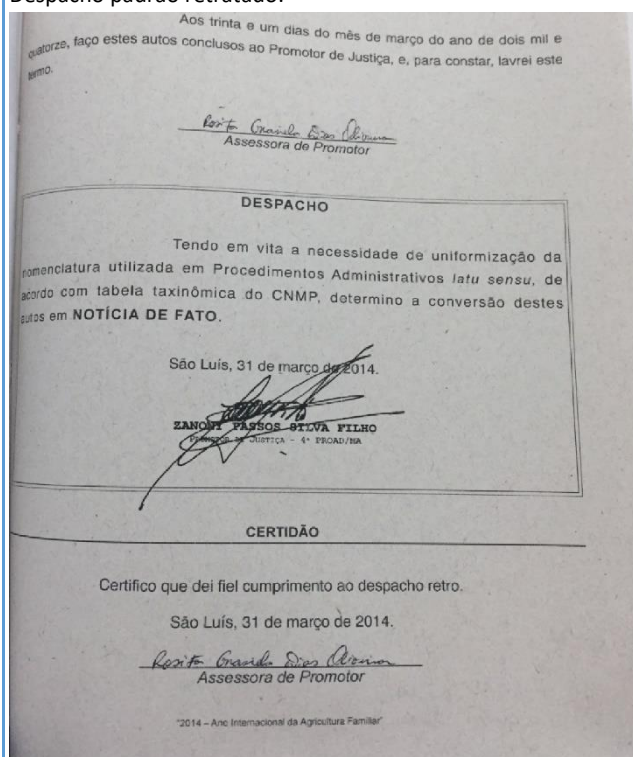 Despacho padrão retratado:
Aos trinta e um dias do mês de março do ano de dois mil e
quatorze, faço estes autos conclusos ao Promotor de Justiça, e, para constar, lavrei este
termo.
Assessora de Promotor
DESPACHO
Tendo em vita a necessidade de uniformização da
nomenclatura utilizada em Procedimentos Administrativos latu sensu, de
acordo com tabela taxinômica do CNMP, determino a conversão destes
autos em NOTÍCIA DE FATO.
São Luís, 31 de março de 2014.
ZANONY PASSOS SILVA FILHO
PROMOTOR DE JUSTIÇA - 4ª PROAD/MA
CERTIDÃO
Certifico que dei fiel cumprimento ao despacho retro.
São Luís, 31 de março de 2014.
Assessora de Promotor
"2014 – Ano Internacional da Agricultura Familiar"